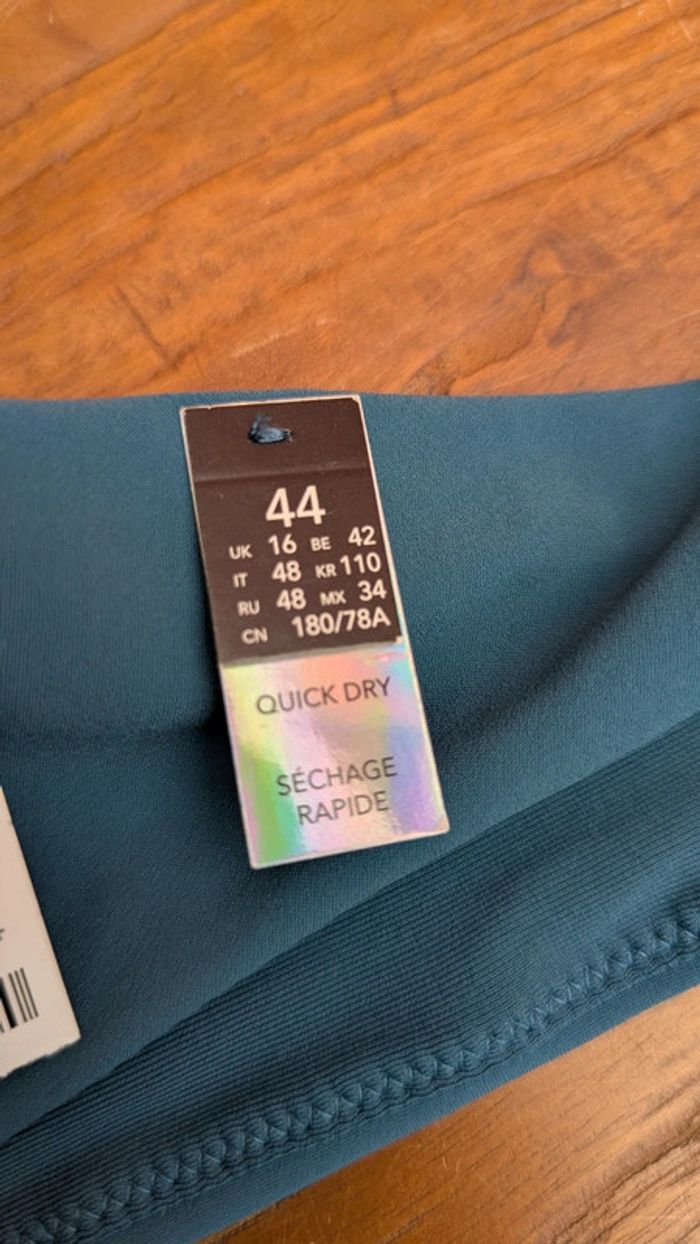 44
UK 16 BE 42
IT 48 KR 110
RU 48 MX 34
CN 180/78A
QUICK DRY
SÉCHAGE
RAPIDE